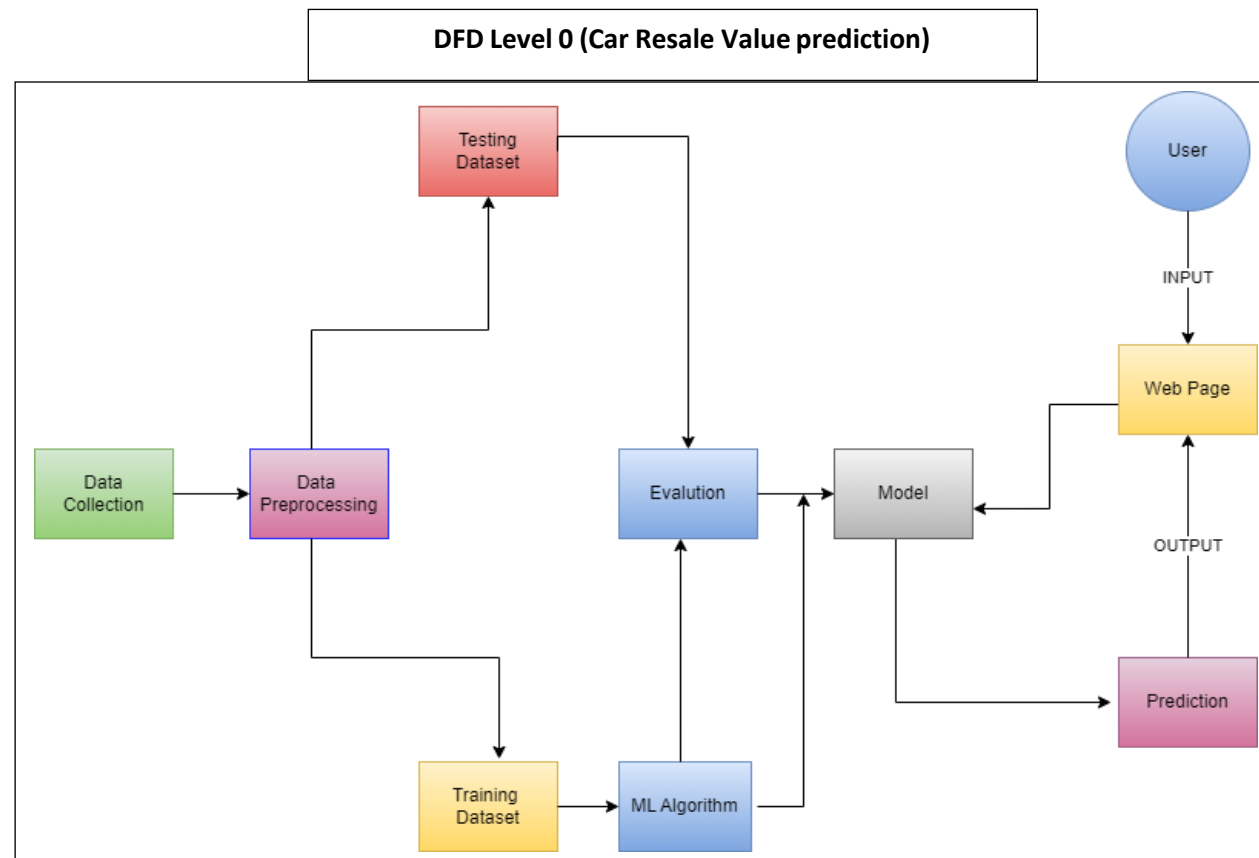 DFD Level 0 (Car Resale Value prediction)
Testing
Dataset
User
INPUT
Web Page
Data
Collection
Data
Preprocessing
Evalution
Model
OUTPUT
Prediction
Training
Dataset
ML Algorithm